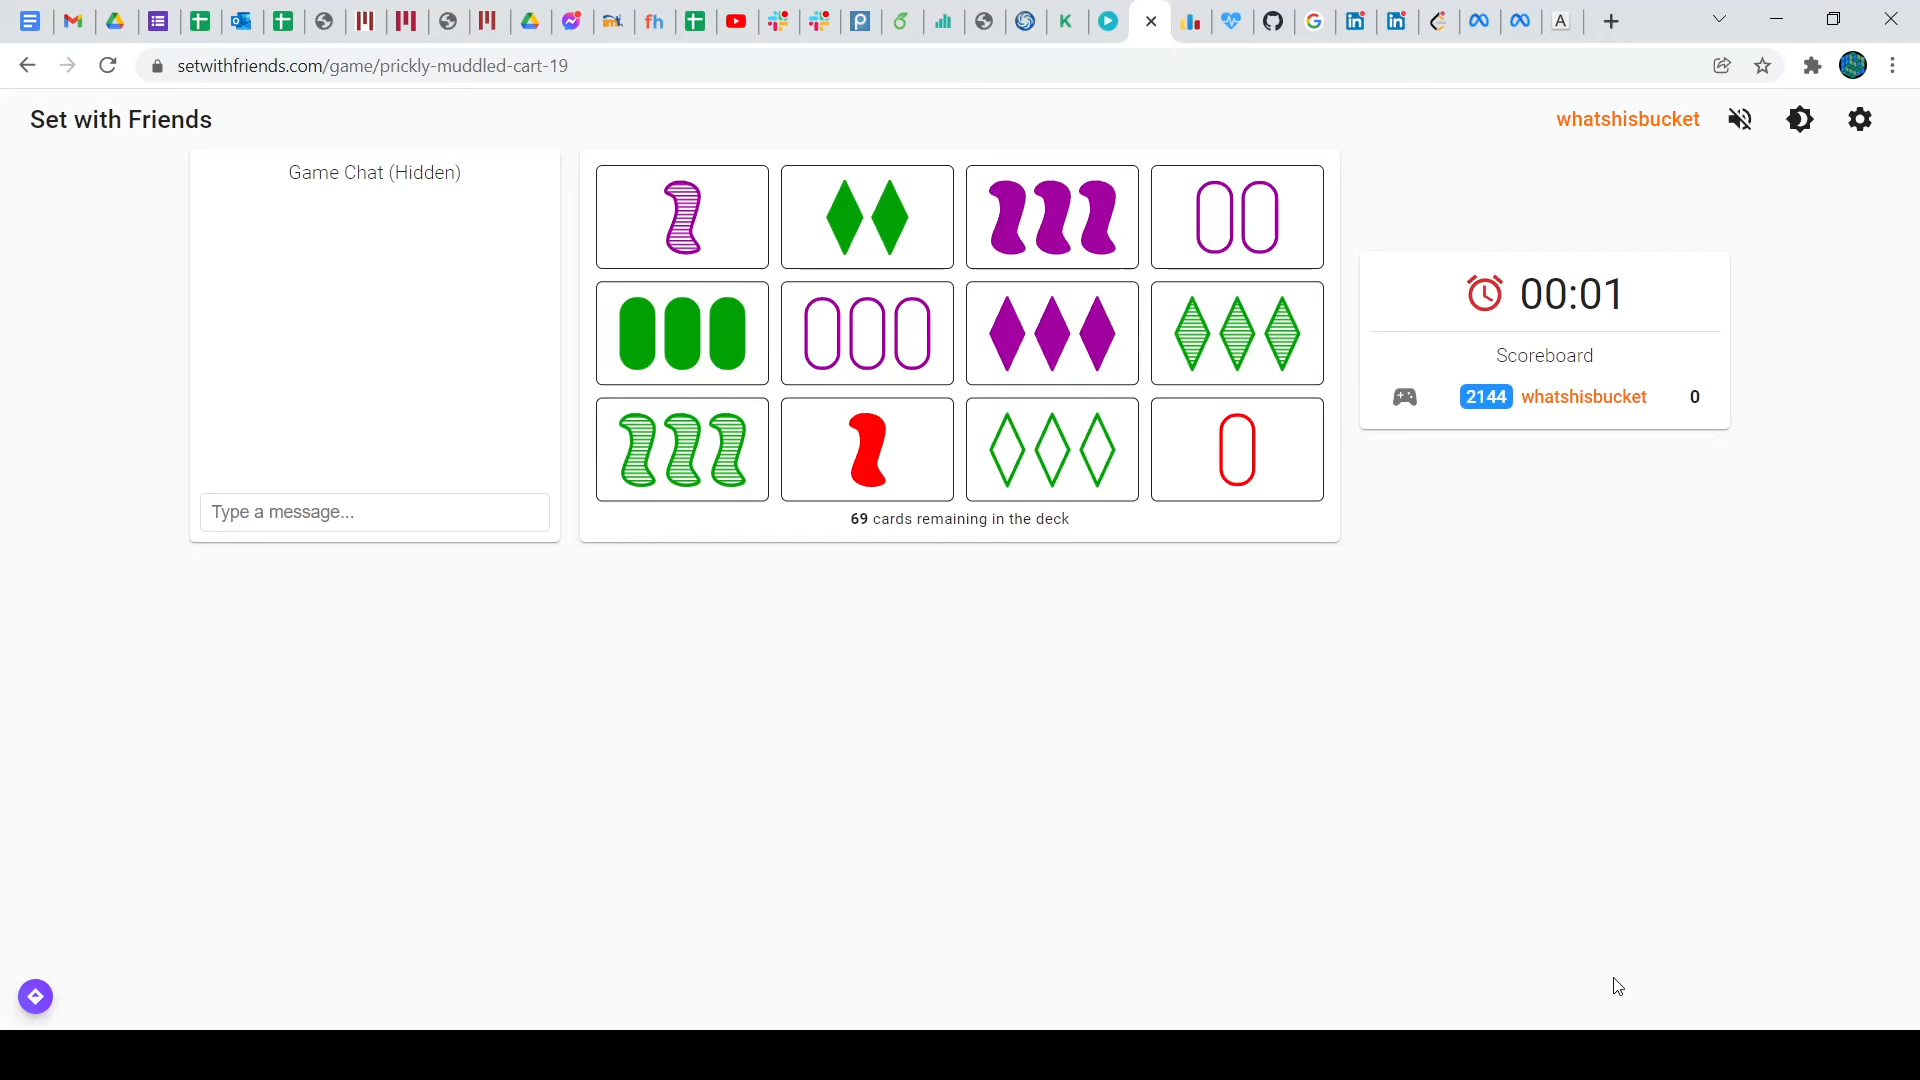 fh
P
K
A
setwithfriends.com/game/prickly-muddled-cart-19
Set with Friends
whatshisbucket
Game Chat (Hidden)
00:01
Scoreboard
2144 whatshisbucket 0
Type a message...
69 cards remaining in the deck